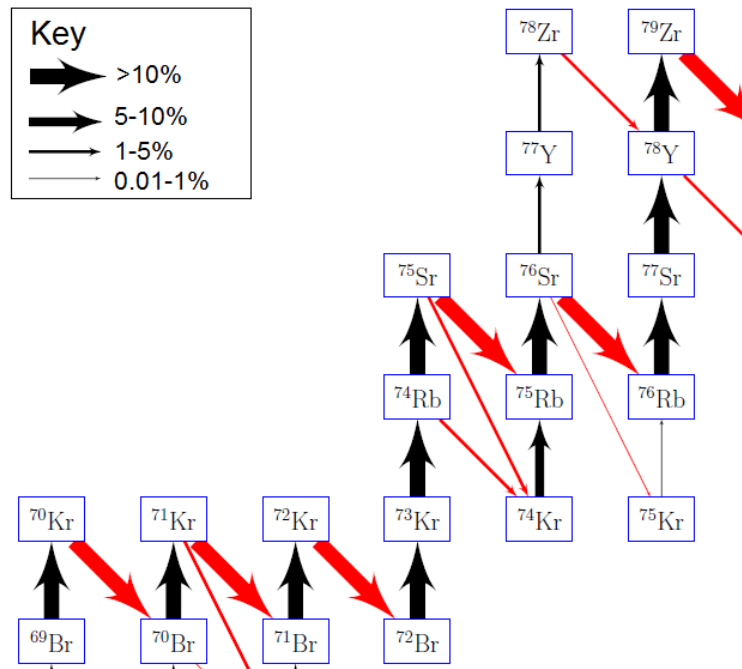 Key
>10%
5-10%
1-5%
0.01-1%
⁷⁸Zr ⁷⁹Zr
⁷⁷Y ⁷⁸Y
⁷⁵Sr ⁷⁶Sr ⁷⁷Sr
⁷⁴Rb ⁷⁵Rb ⁷⁶Rb
⁷⁰Kr ⁷¹Kr ⁷²Kr ⁷³Kr ⁷⁴Kr ⁷⁵Kr
⁶⁹Br ⁷⁰Br ⁷¹Br ⁷²Br